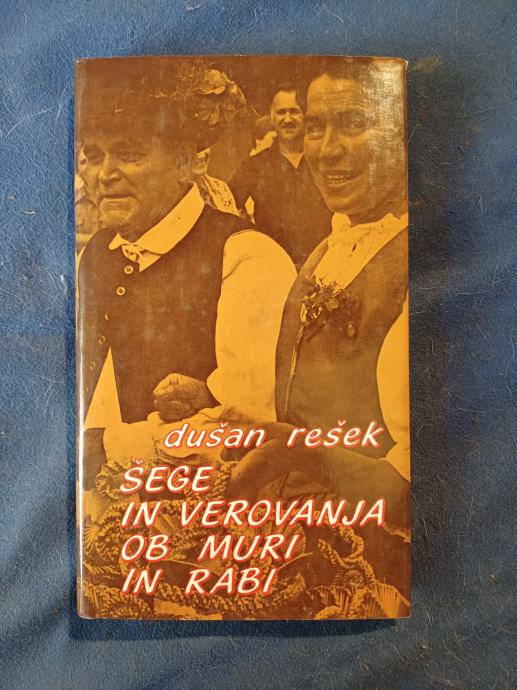 dušan rešek
ŠEGE
IN VEROVANJA
OB MURI
IN RABI